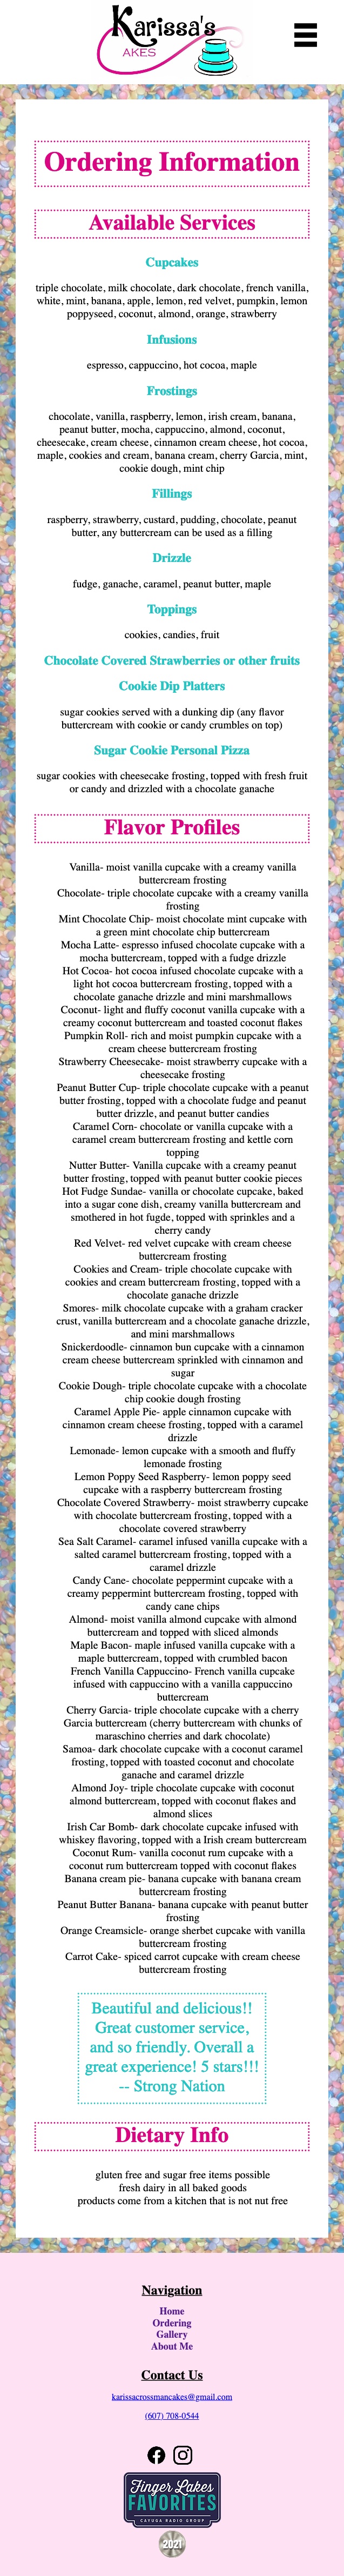 Karissa's
AKES
Ordering Information
Available Services
Cupcakes
triple chocolate, milk chocolate, dark chocolate, french vanilla,
white, mint, banana, apple, lemon, red velvet, pumpkin, lemon
poppyseed, coconut, almond, orange, strawberry
Infusions
espresso, cappuccino, hot cocoa, maple
Frostings
chocolate, vanilla, raspberry, lemon, irish cream, banana,
peanut butter, mocha, cappuccino, almond, coconut,
cheesecake, cream cheese, cinnamon cream cheese, hot cocoa,
maple, cookies and cream, banana cream, cherry Garcia, mint,
cookie dough, mint chip
Fillings
raspberry, strawberry, custard, pudding, chocolate, peanut
butter, any buttercream can be used as a filling
Drizzle
fudge, ganache, caramel, peanut butter, maple
Toppings
cookies, candies, fruit
Chocolate Covered Strawberries or other fruits
Cookie Dip Platters
sugar cookies served with a dunking dip (any flavor
buttercream with cookie or candy crumbles on top)
Sugar Cookie Personal Pizza
sugar cookies with cheesecake frosting, topped with fresh fruit
or candy and drizzled with a chocolate ganache
Flavor Profiles
Vanilla- moist vanilla cupcake with a creamy vanilla
buttercream frosting
Chocolate- triple chocolate cupcake with a creamy vanilla
frosting
Mint Chocolate Chip- moist chocolate mint cupcake with
a green mint chocolate chip buttercream
Mocha Latte- espresso infused chocolate cupcake with a
mocha buttercream, topped with a fudge drizzle
Hot Cocoa- hot cocoa infused chocolate cupcake with a
light hot cocoa buttercream frosting, topped with a
chocolate ganache drizzle and mini marshmallows
Coconut- light and fluffy coconut vanilla cupcake with a
creamy coconut buttercream and toasted coconut flakes
Pumpkin Roll- rich and moist pumpkin cupcake with a
cream cheese buttercream frosting
Strawberry Cheesecake- moist strawberry cupcake with a
cheesecake frosting
Peanut Butter Cup- triple chocolate cupcake with a peanut
butter frosting, topped with a chocolate fudge and peanut
butter drizzle, and peanut butter candies
Caramel Corn- chocolate or vanilla cupcake with a
caramel cream buttercream frosting and kettle corn
topping
Nutter Butter- Vanilla cupcake with a creamy peanut
butter frosting, topped with peanut butter cookie pieces
Hot Fudge Sundae- vanilla or chocolate cupcake, baked
into a sugar cone dish, creamy vanilla buttercream and
smothered in hot fugde, topped with sprinkles and a
cherry candy
Red Velvet- red velvet cupcake with cream cheese
buttercream frosting
Cookies and Cream- triple chocolate cupcake with
cookies and cream buttercream frosting, topped with a
chocolate ganache drizzle
Smores- milk chocolate cupcake with a graham cracker
crust, vanilla buttercream and a chocolate ganache drizzle,
and mini marshmallows
Snickerdoodle- cinnamon bun cupcake with a cinnamon
cream cheese buttercream sprinkled with cinnamon and
sugar
Cookie Dough- triple chocolate cupcake with a chocolate
chip cookie dough frosting
Caramel Apple Pie- apple cinnamon cupcake with
cinnamon cream cheese frosting, topped with a caramel
drizzle
Lemonade- lemon cupcake with a smooth and fluffy
lemonade frosting
Lemon Poppy Seed Raspberry- lemon poppy seed
cupcake with a raspberry buttercream frosting
Chocolate Covered Strawberry- moist strawberry cupcake
with chocolate buttercream frosting, topped with a
chocolate covered strawberry
Sea Salt Caramel- caramel infused vanilla cupcake with a
salted caramel buttercream frosting, topped with a
caramel drizzle
Candy Cane- chocolate peppermint cupcake with a
creamy peppermint buttercream frosting, topped with
candy cane chips
Almond- moist vanilla almond cupcake with almond
buttercream and topped with sliced almonds
Maple Bacon- maple infused vanilla cupcake with a
maple buttercream, topped with crumbled bacon
French Vanilla Cappuccino- French vanilla cupcake
infused with cappuccino with a vanilla cappuccino
buttercream
Cherry Garcia- triple chocolate cupcake with a cherry
Garcia buttercream (cherry buttercream with chunks of
maraschino cherries and dark chocolate)
Samoa- dark chocolate cupcake with a coconut caramel
frosting, topped with toasted coconut and chocolate
ganache and caramel drizzle
Almond Joy- triple chocolate cupcake with coconut
almond buttercream, topped with coconut flakes and
almond slices
Irish Car Bomb- dark chocolate cupcake infused with
whiskey flavoring, topped with a Irish cream buttercream
Coconut Rum- vanilla coconut rum cupcake with a
coconut rum buttercream topped with coconut flakes
Banana cream pie- banana cupcake with banana cream
buttercream frosting
Peanut Butter Banana- banana cupcake with peanut butter
frosting
Orange Creamsicle- orange sherbet cupcake with vanilla
buttercream frosting
Carrot Cake- spiced carrot cupcake with cream cheese
buttercream frosting
Beautiful and delicious!!
Great customer service,
and so friendly. Overall a
great experience! 5 stars!!!
-- Strong Nation
Dietary Info
gluten free and sugar free items possible
fresh dairy in all baked goods
products come from a kitchen that is not nut free
Navigation
Home
Ordering
Gallery
About Me
Contact Us
karissacrossmancakes@gmail.com
(607) 708-0544
Finger Lakes
FAVORITES
CAYUGA RADIO GROUP
2021